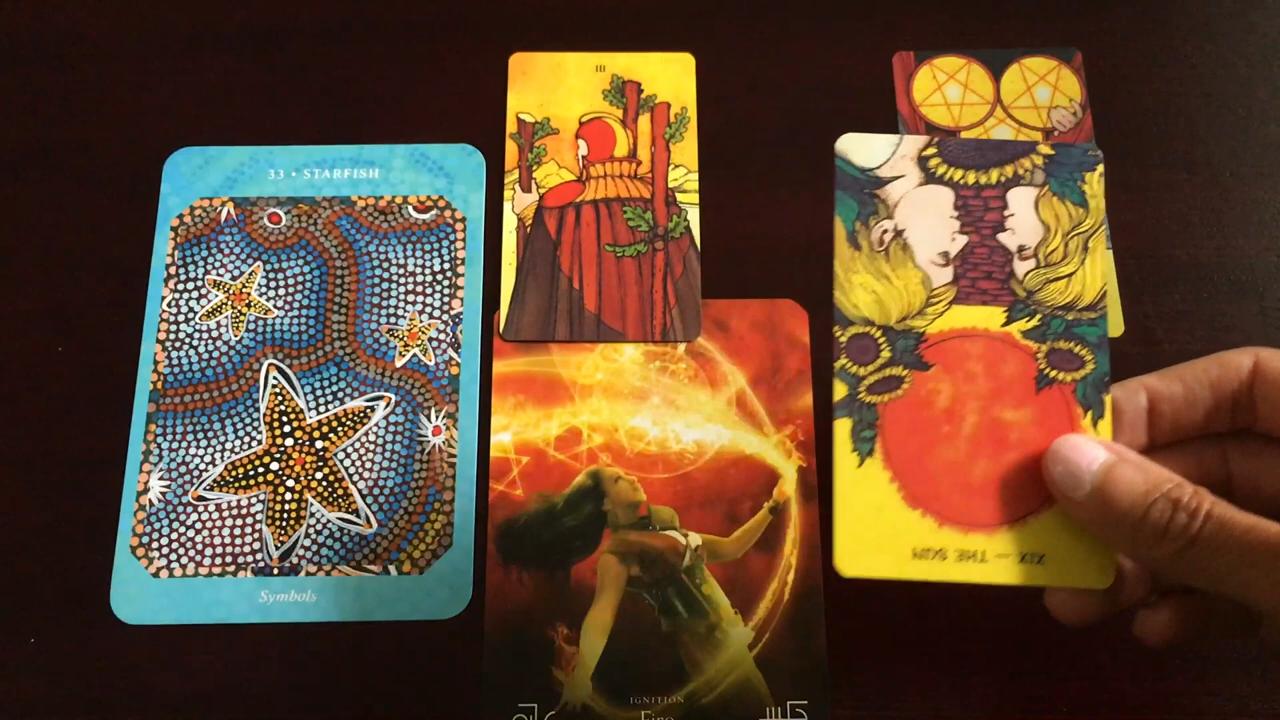 33 • STARFISH
Symbols
III
IGNITION
Fire
XIX — THE SUN